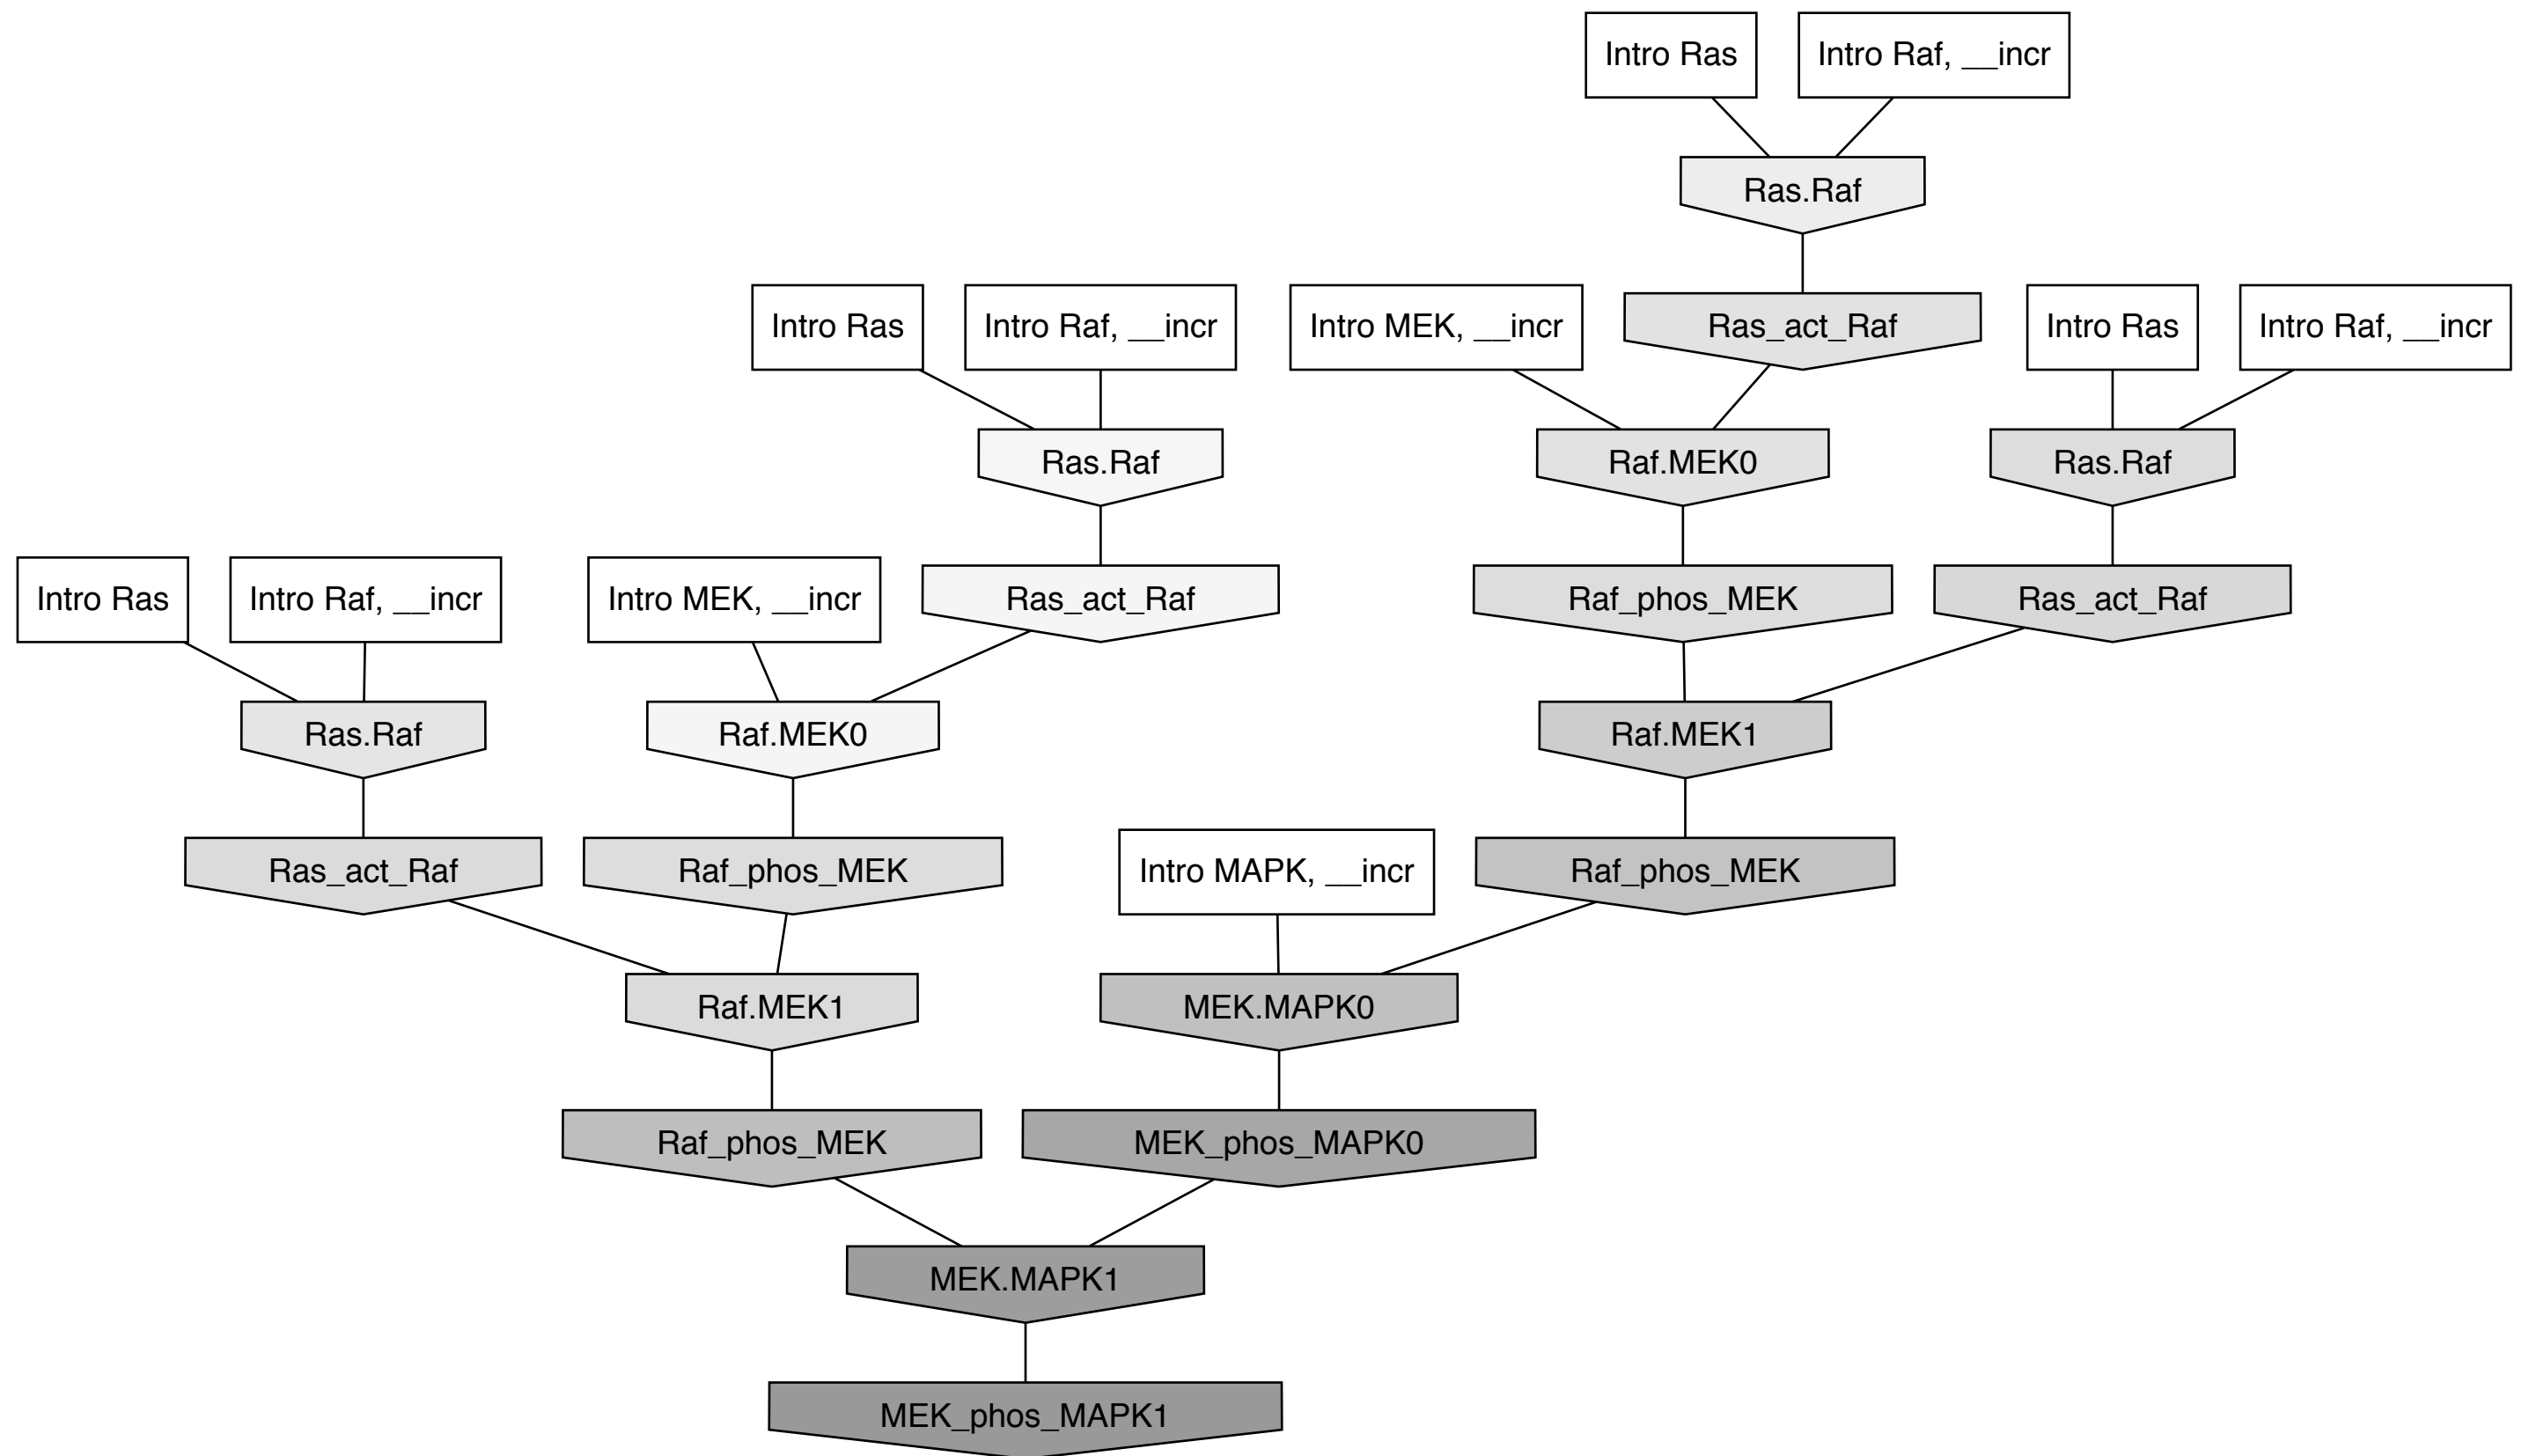 Intro Ras
Intro Raf, __incr
Ras.Raf
Intro Ras
Intro Raf, __incr
Intro MEK, __incr
Ras_act_Raf
Intro Ras
Intro Raf, __incr
Ras.Raf
Raf.MEK0
Ras.Raf
Intro Ras
Intro Raf, __incr
Intro MEK, __incr
Ras_act_Raf
Raf_phos_MEK
Ras_act_Raf
Ras.Raf
Raf.MEK0
Raf.MEK1
Ras_act_Raf
Raf_phos_MEK
Intro MAPK, __incr
Raf_phos_MEK
Raf.MEK1
MEK.MAPK0
Raf_phos_MEK
MEK_phos_MAPK0
MEK.MAPK1
MEK_phos_MAPK1